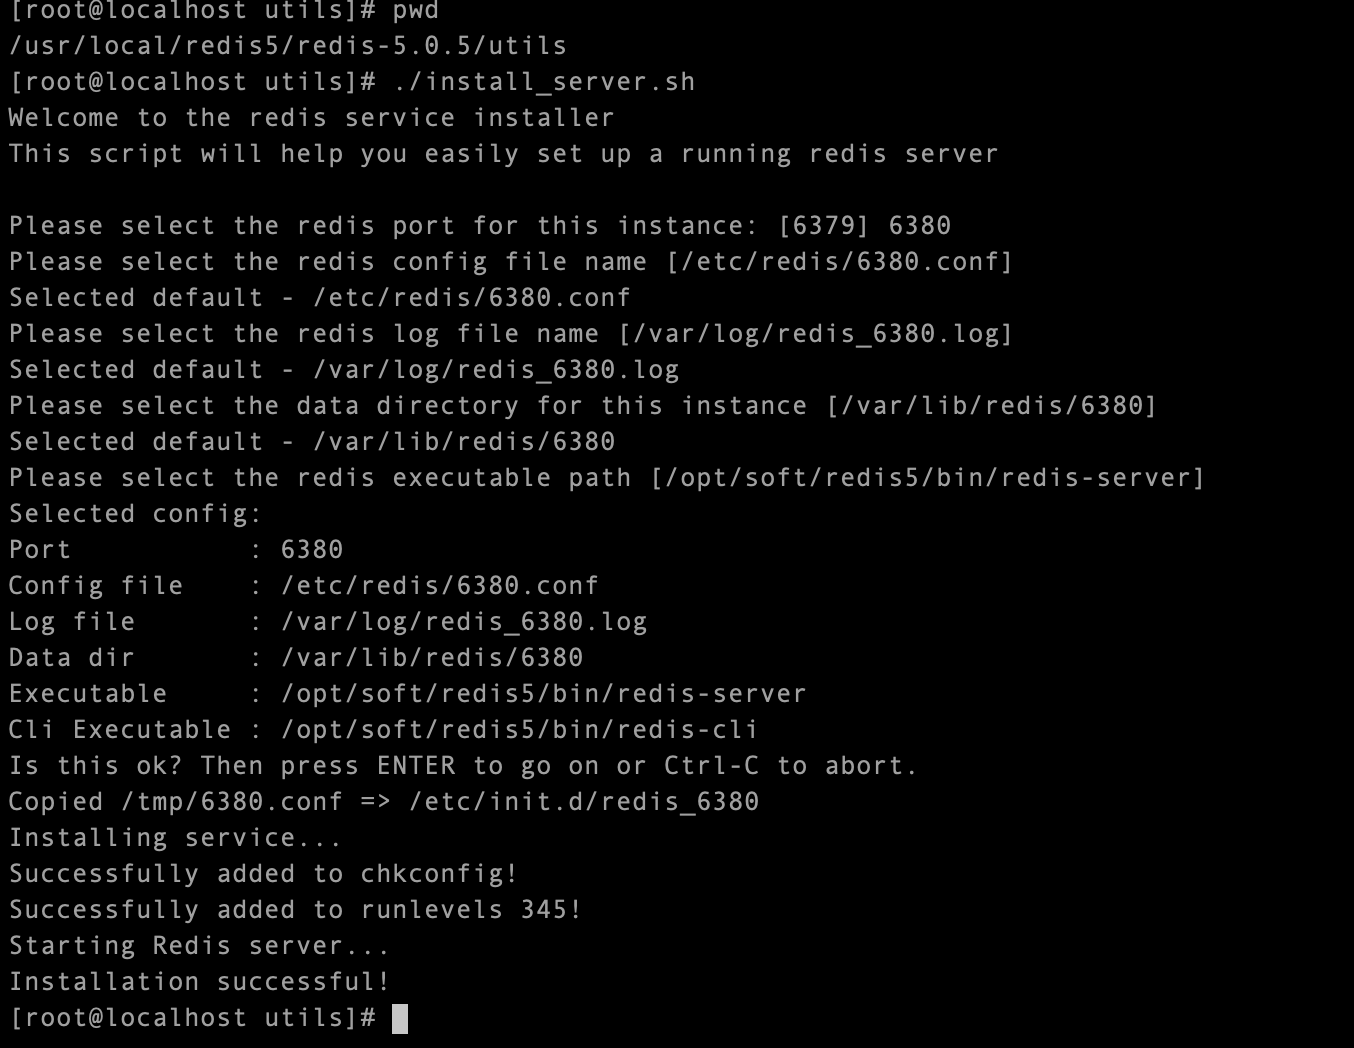 [root@localhost utils]# pwd
/usr/local/redis5/redis-5.0.5/utils
[root@localhost utils]# ./install_server.sh
Welcome to the redis service installer
This script will help you easily set up a running redis server
Please select the redis port for this instance: [6379] 6380
Please select the redis config file name [/etc/redis/6380.conf]
Selected default - /etc/redis/6380.conf
Please select the redis log file name [/var/log/redis_6380.log]
Selected default - /var/log/redis_6380.log
Please select the data directory for this instance [/var/lib/redis/6380]
Selected default - /var/lib/redis/6380
Please select the redis executable path [/opt/soft/redis5/bin/redis-server]
Selected config:
Port           : 6380
Config file    : /etc/redis/6380.conf
Log file       : /var/log/redis_6380.log
Data dir       : /var/lib/redis/6380
Executable     : /opt/soft/redis5/bin/redis-server
Cli Executable : /opt/soft/redis5/bin/redis-cli
Is this ok? Then press ENTER to go on or Ctrl-C to abort.
Copied /tmp/6380.conf => /etc/init.d/redis_6380
Installing service...
Successfully added to chkconfig!
Successfully added to runlevels 345!
Starting Redis server...
Installation successful!
[root@localhost utils]#